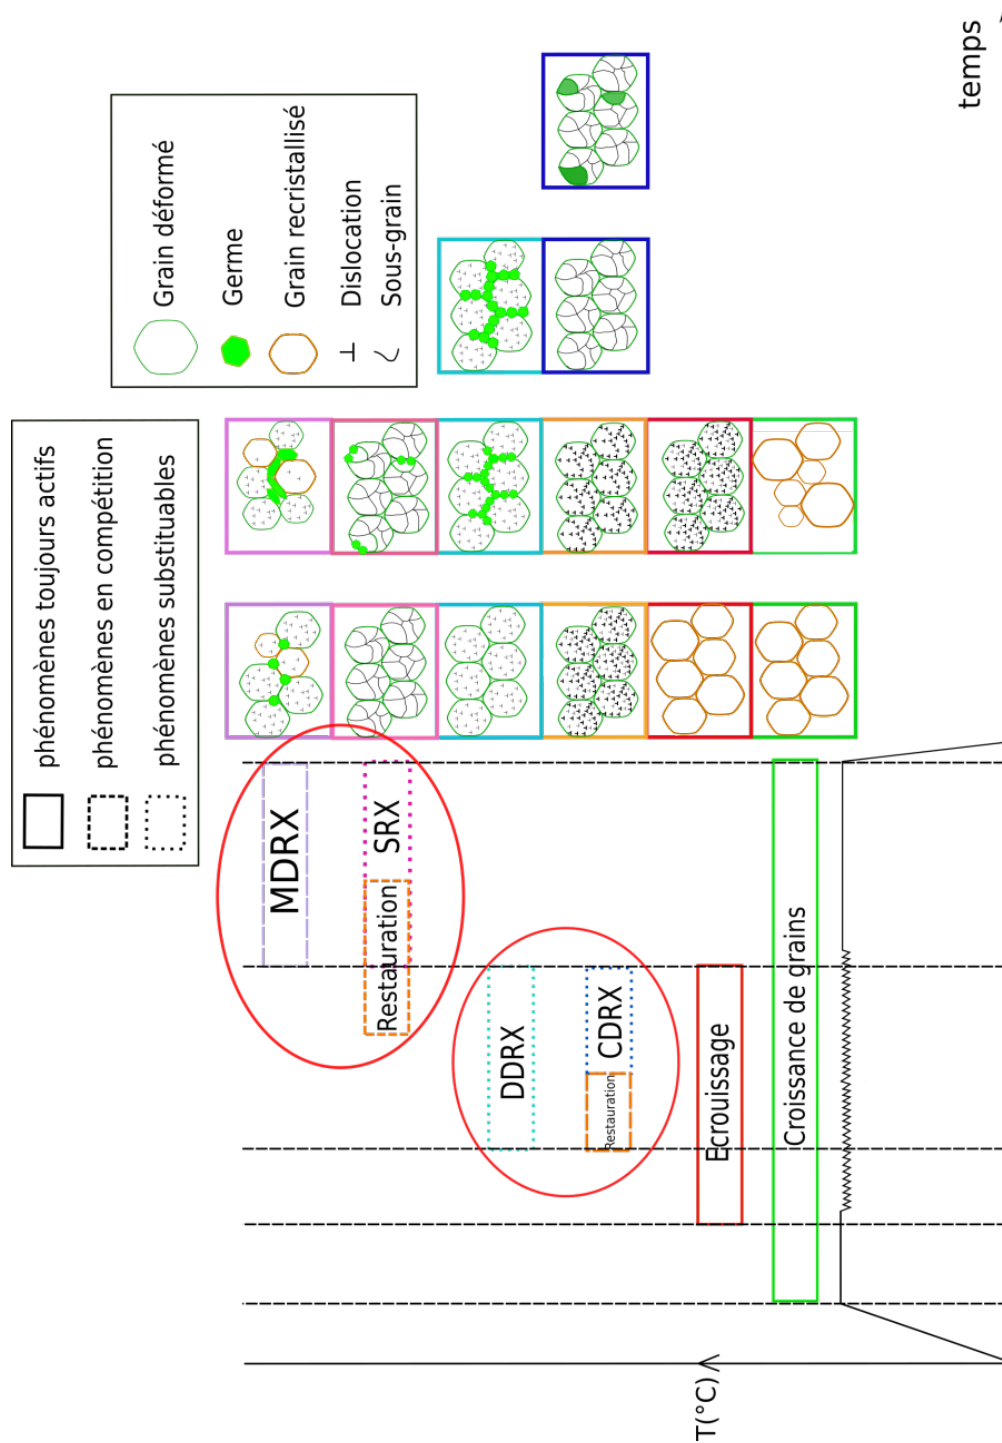 phénomènes toujours actifs
phénomènes en compétition
phénomènes substituables
Grain déformé
Germe
Grain recristallisé
Dislocation
Sous-grain
MDRX
Restauration
SRX
DDRX
Restauration
CDRX
Ecrouissage
Croissance de grains
T(°C)
temps